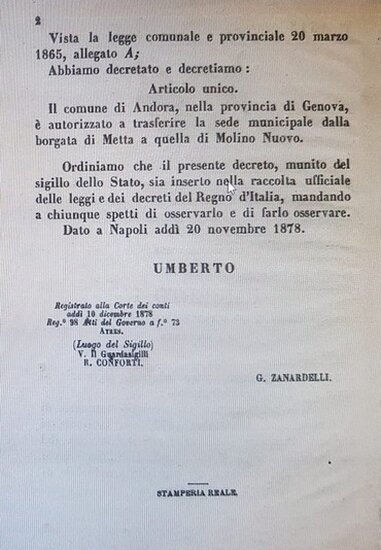 2
Vista la legge comunale e provinciale 20 marzo
1865, allegato A;
Abbiamo decretato e decretiamo :
Articolo unico.
Il comune di Andora, nella provincia di Genova,
è autorizzato a trasferire la sede municipale dalla
borgata di Metta a quella di Molino Nuovo.
Ordiniamo che il presente decreto, munito del
sigillo dello Stato, sia inserto nella raccolta ufficiale
delle leggi e dei decreti del Regno d'Italia, mandando
a chiunque spetti di osservarlo e di farlo osservare.
Dato a Napoli addì 20 novembre 1878.
UMBERTO
Registrato alla Corte dei conti
addì 10 dicembre 1878
Reg.° 98 Atti del Governo a f.° 73
AYRES.
(Luogo del Sigillo)
V. Il Guardasigilli
R. CONFORTI.
G. ZANARDELLI.
STAMPERIA REALE.